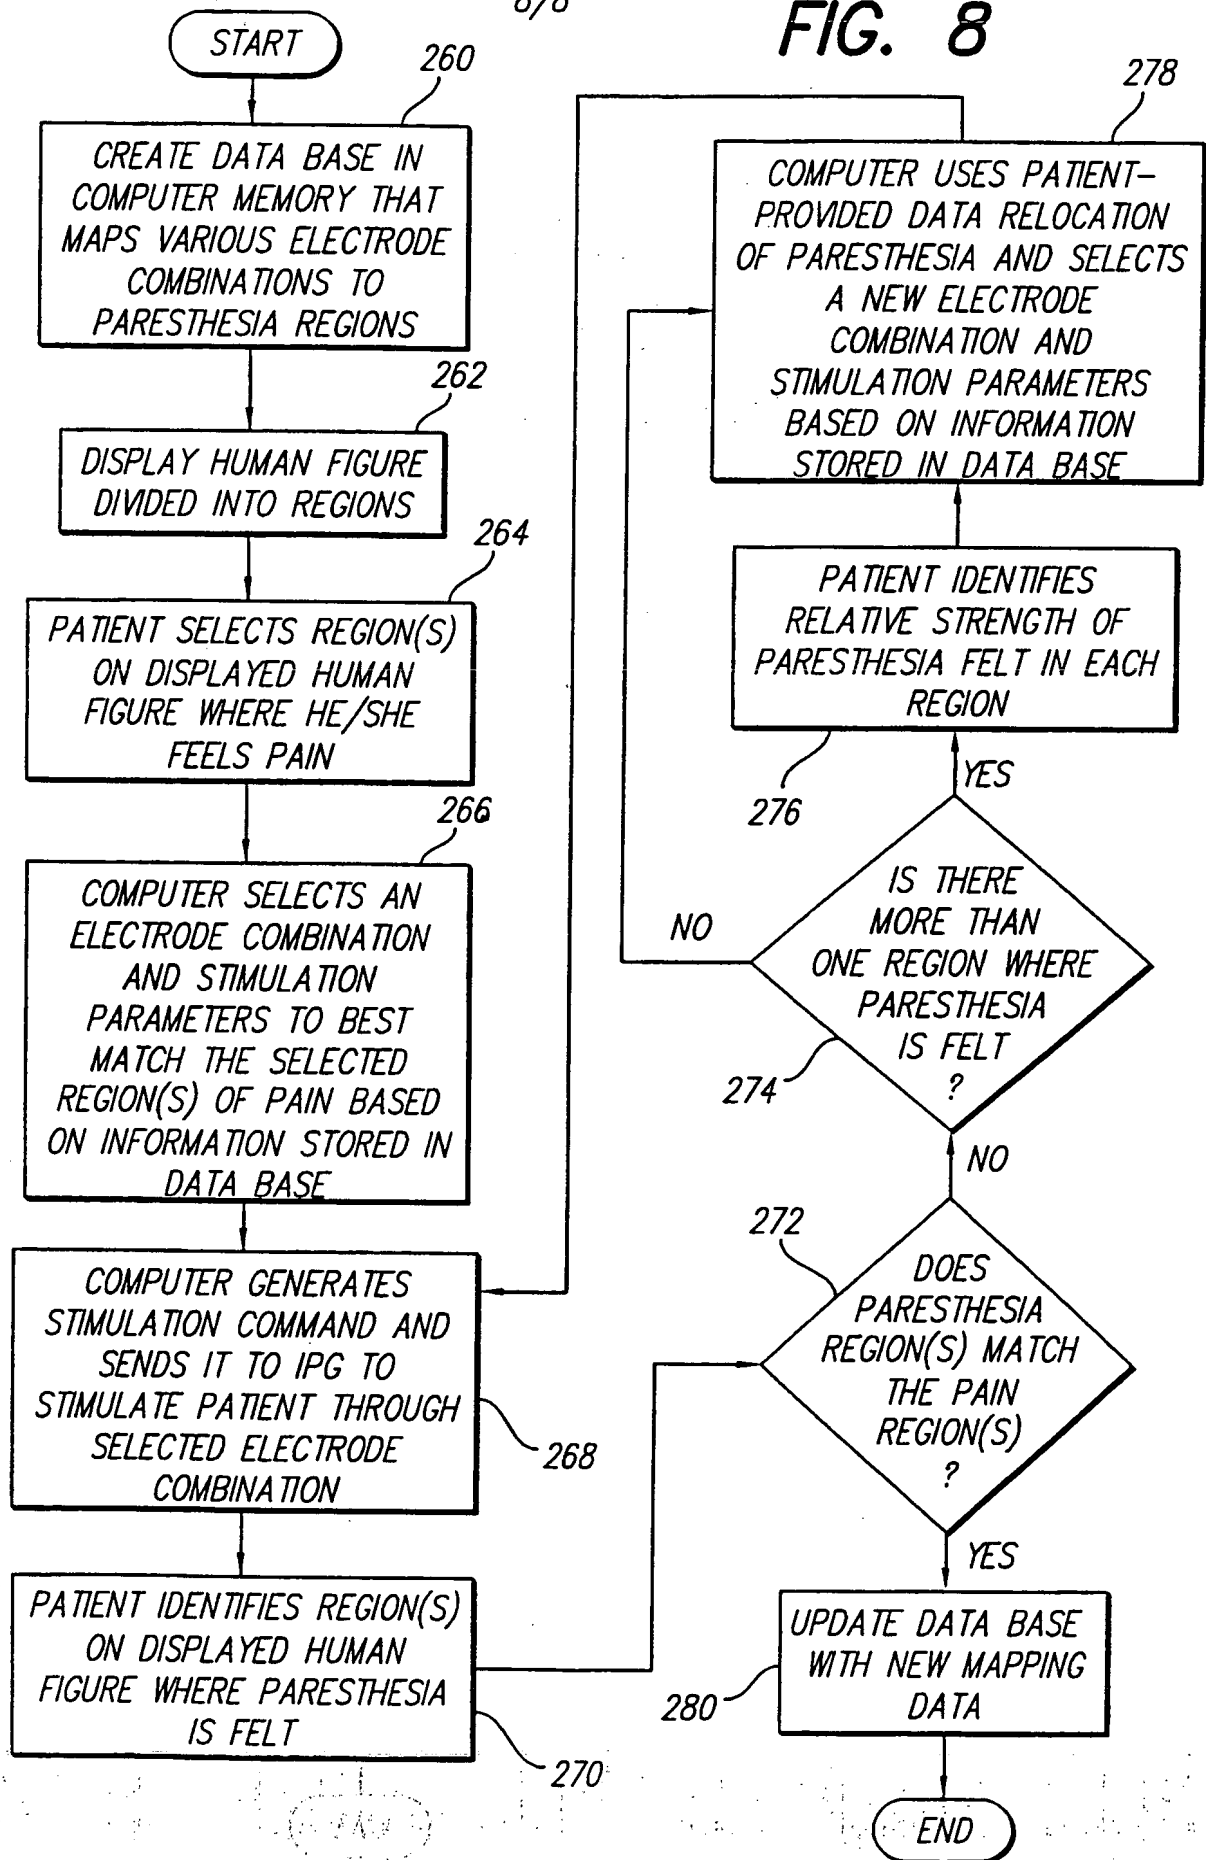 8/8
FIG. 8
START
260
CREATE DATA BASE IN
COMPUTER MEMORY THAT
MAPS VARIOUS ELECTRODE
COMBINATIONS TO
PARESTHESIA REGIONS
262
DISPLAY HUMAN FIGURE
DIVIDED INTO REGIONS
264
PATIENT SELECTS REGION(S)
ON DISPLAYED HUMAN
FIGURE WHERE HE/SHE
FEELS PAIN
266
COMPUTER SELECTS AN
ELECTRODE COMBINATION
AND STIMULATION
PARAMETERS TO BEST
MATCH THE SELECTED
REGION(S) OF PAIN BASED
ON INFORMATION STORED IN
DATA BASE
COMPUTER GENERATES
STIMULATION COMMAND AND
SENDS IT TO IPG TO
STIMULATE PATIENT THROUGH
SELECTED ELECTRODE
COMBINATION
268
PATIENT IDENTIFIES REGION(S)
ON DISPLAYED HUMAN
FIGURE WHERE PARESTHESIA
IS FELT
270
272
DOES
PARESTHESIA
REGION(S) MATCH
THE PAIN
REGION(S)
?
NO
YES
274
IS THERE
MORE THAN
ONE REGION WHERE
PARESTHESIA
IS FELT
?
NO
YES
276
PATIENT IDENTIFIES
RELATIVE STRENGTH OF
PARESTHESIA FELT IN EACH
REGION
278
COMPUTER USES PATIENT-
PROVIDED DATA RELOCATION
OF PARESTHESIA AND SELECTS
A NEW ELECTRODE
COMBINATION AND
STIMULATION PARAMETERS
BASED ON INFORMATION
STORED IN DATA BASE
280
UPDATE DATA BASE
WITH NEW MAPPING
DATA
END